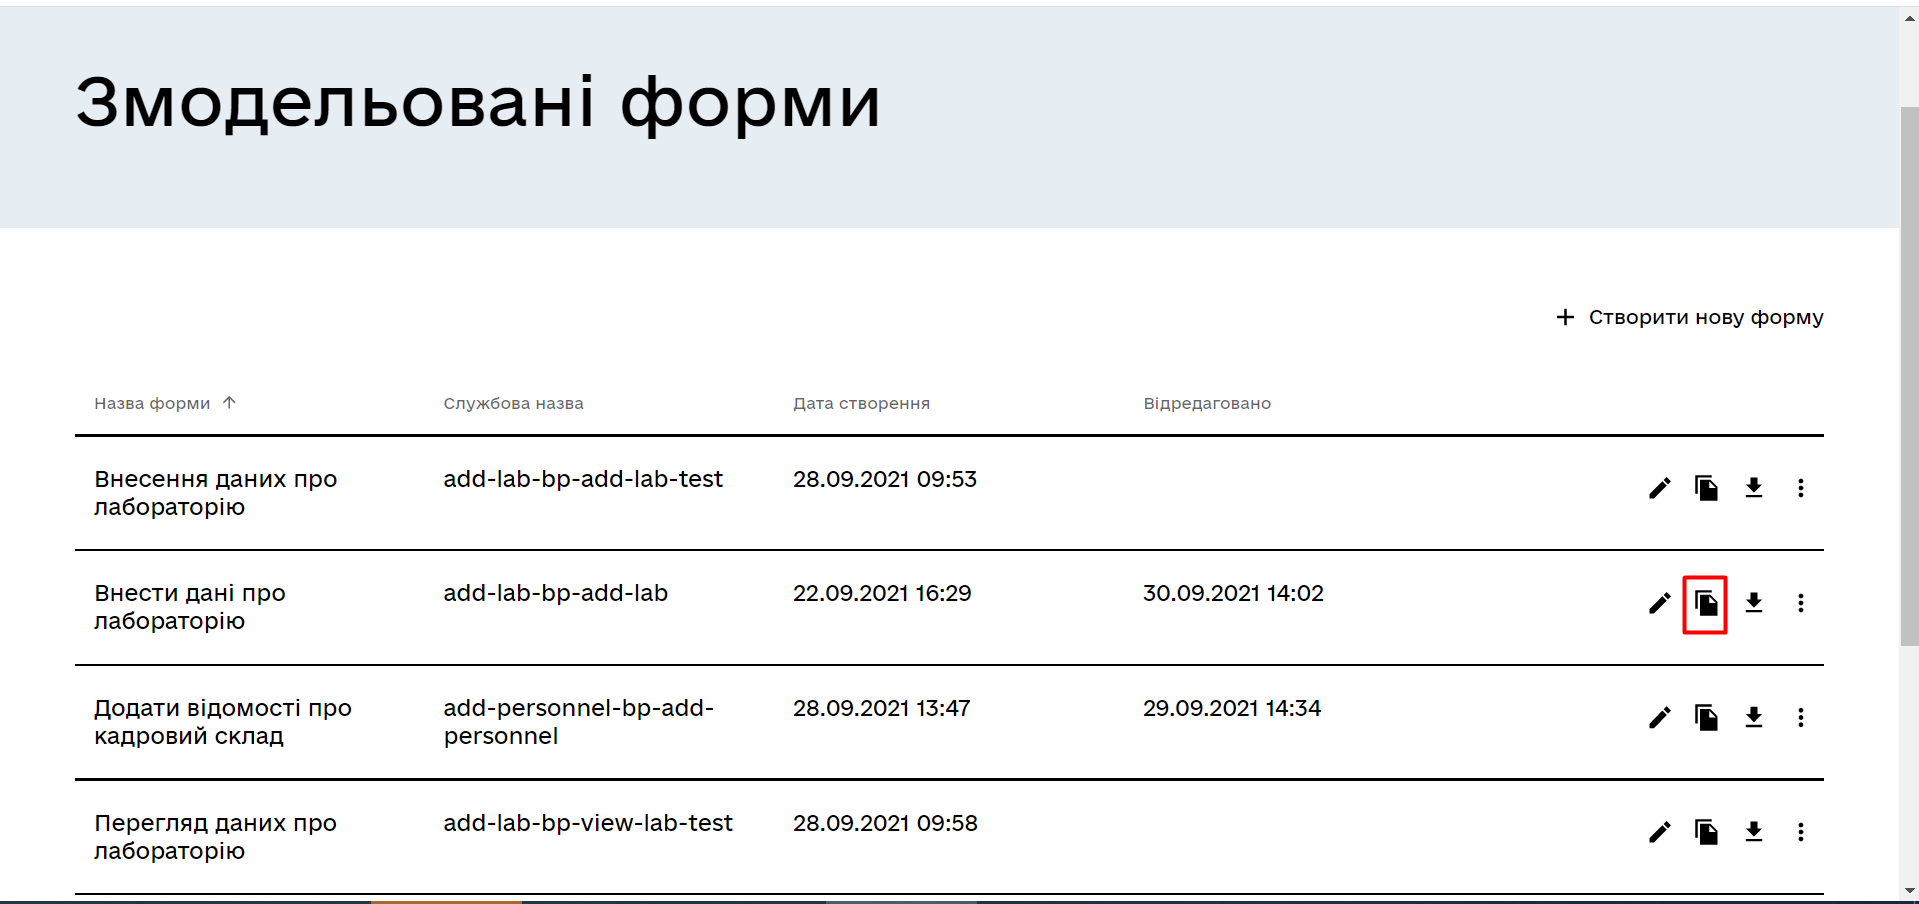 Змодельовані форми
+ Створити нову форму
Назва форми ↑ Службова назва Дата створення Відредаговано
Внесення даних про лабораторію add-lab-bp-add-lab-test 28.09.2021 09:53
Внести дані про лабораторію add-lab-bp-add-lab 22.09.2021 16:29 30.09.2021 14:02
Додати відомості про кадровий склад add-personnel-bp-add-personnel 28.09.2021 13:47 29.09.2021 14:34
Перегляд даних про лабораторію add-lab-bp-view-lab-test 28.09.2021 09:58